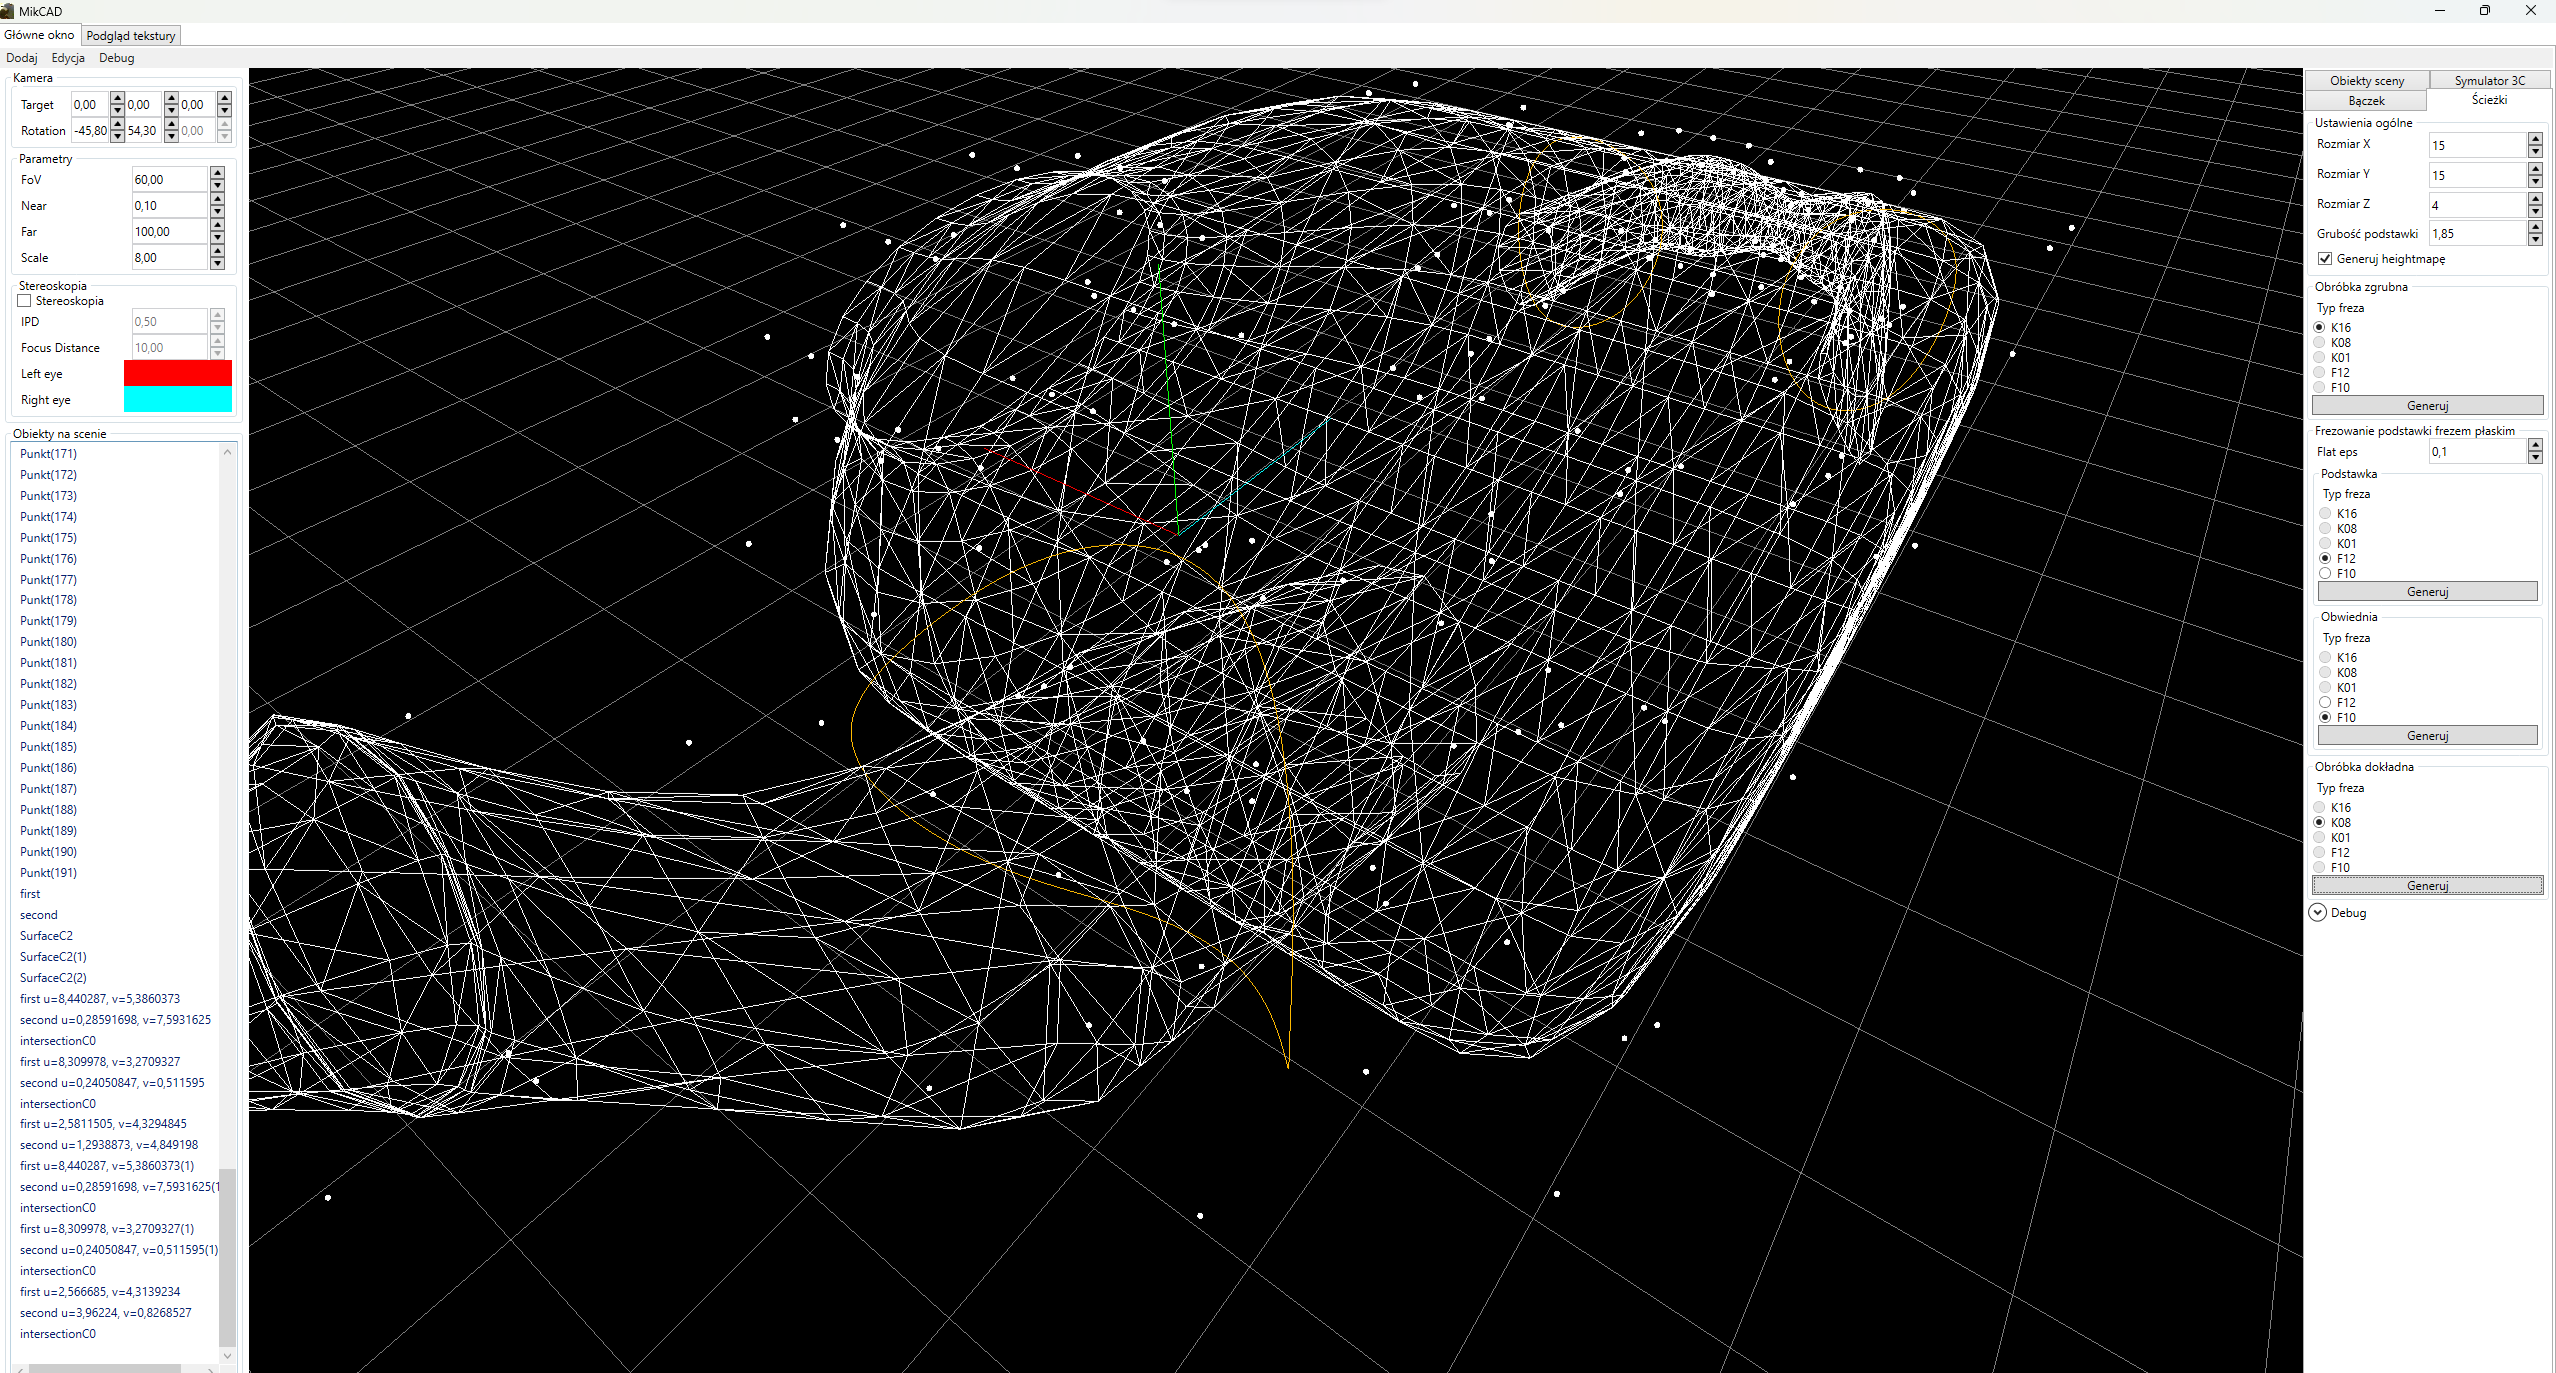 MikCAD
Główne okno
Podgląd tekstury
Dodaj Edycja Debug
Kamera
Target 0,00 0,00 0,00
Rotation -45,80 54,30 0,00
Parametry
FoV 60,00
Near 0,10
Far 100,00
Scale 8,00
Stereoskopia
Stereoskopia
IPD 0,50
Focus Distance 10,00
Left eye
Right eye
Obiekty na scenie
Punkt(171)
Punkt(172)
Punkt(173)
Punkt(174)
Punkt(175)
Punkt(176)
Punkt(177)
Punkt(178)
Punkt(179)
Punkt(180)
Punkt(181)
Punkt(182)
Punkt(183)
Punkt(184)
Punkt(185)
Punkt(186)
Punkt(187)
Punkt(188)
Punkt(189)
Punkt(190)
Punkt(191)
first
second
SurfaceC2
SurfaceC2(1)
SurfaceC2(2)
first u=8,440287, v=5,3860373
second u=0,28591698, v=7,5931625
intersectionC0
first u=8,309978, v=3,2709327
second u=0,24050847, v=0,511595
intersectionC0
first u=2,5811505, v=4,3294845
second u=1,2938873, v=4,849198
first u=8,440287, v=5,3860373(1)
second u=0,28591698, v=7,5931625(1
intersectionC0
first u=8,309978, v=3,2709327(1)
second u=0,24050847, v=0,511595(1)
intersectionC0
first u=2,566685, v=4,3139234
second u=3,96224, v=0,8268527
intersectionC0
Obiekty sceny
Symulator 3C
Bączek
Ścieżki
Ustawienia ogólne
Rozmiar X 15
Rozmiar Y 15
Rozmiar Z 4
Grubość podstawki 1,85
Generuj heightmapę
Obróbka zgrubna
Typ freza
K16
K08
K01
F12
F10
Generuj
Frezowanie podstawki frezem płaskim
Flat eps 0,1
Podstawka
Typ freza
K16
K08
K01
F12
F10
Generuj
Obwiednia
Typ freza
K16
K08
K01
F12
F10
Generuj
Obróbka dokładna
Typ freza
K16
K08
K01
F12
F10
Generuj
Debug